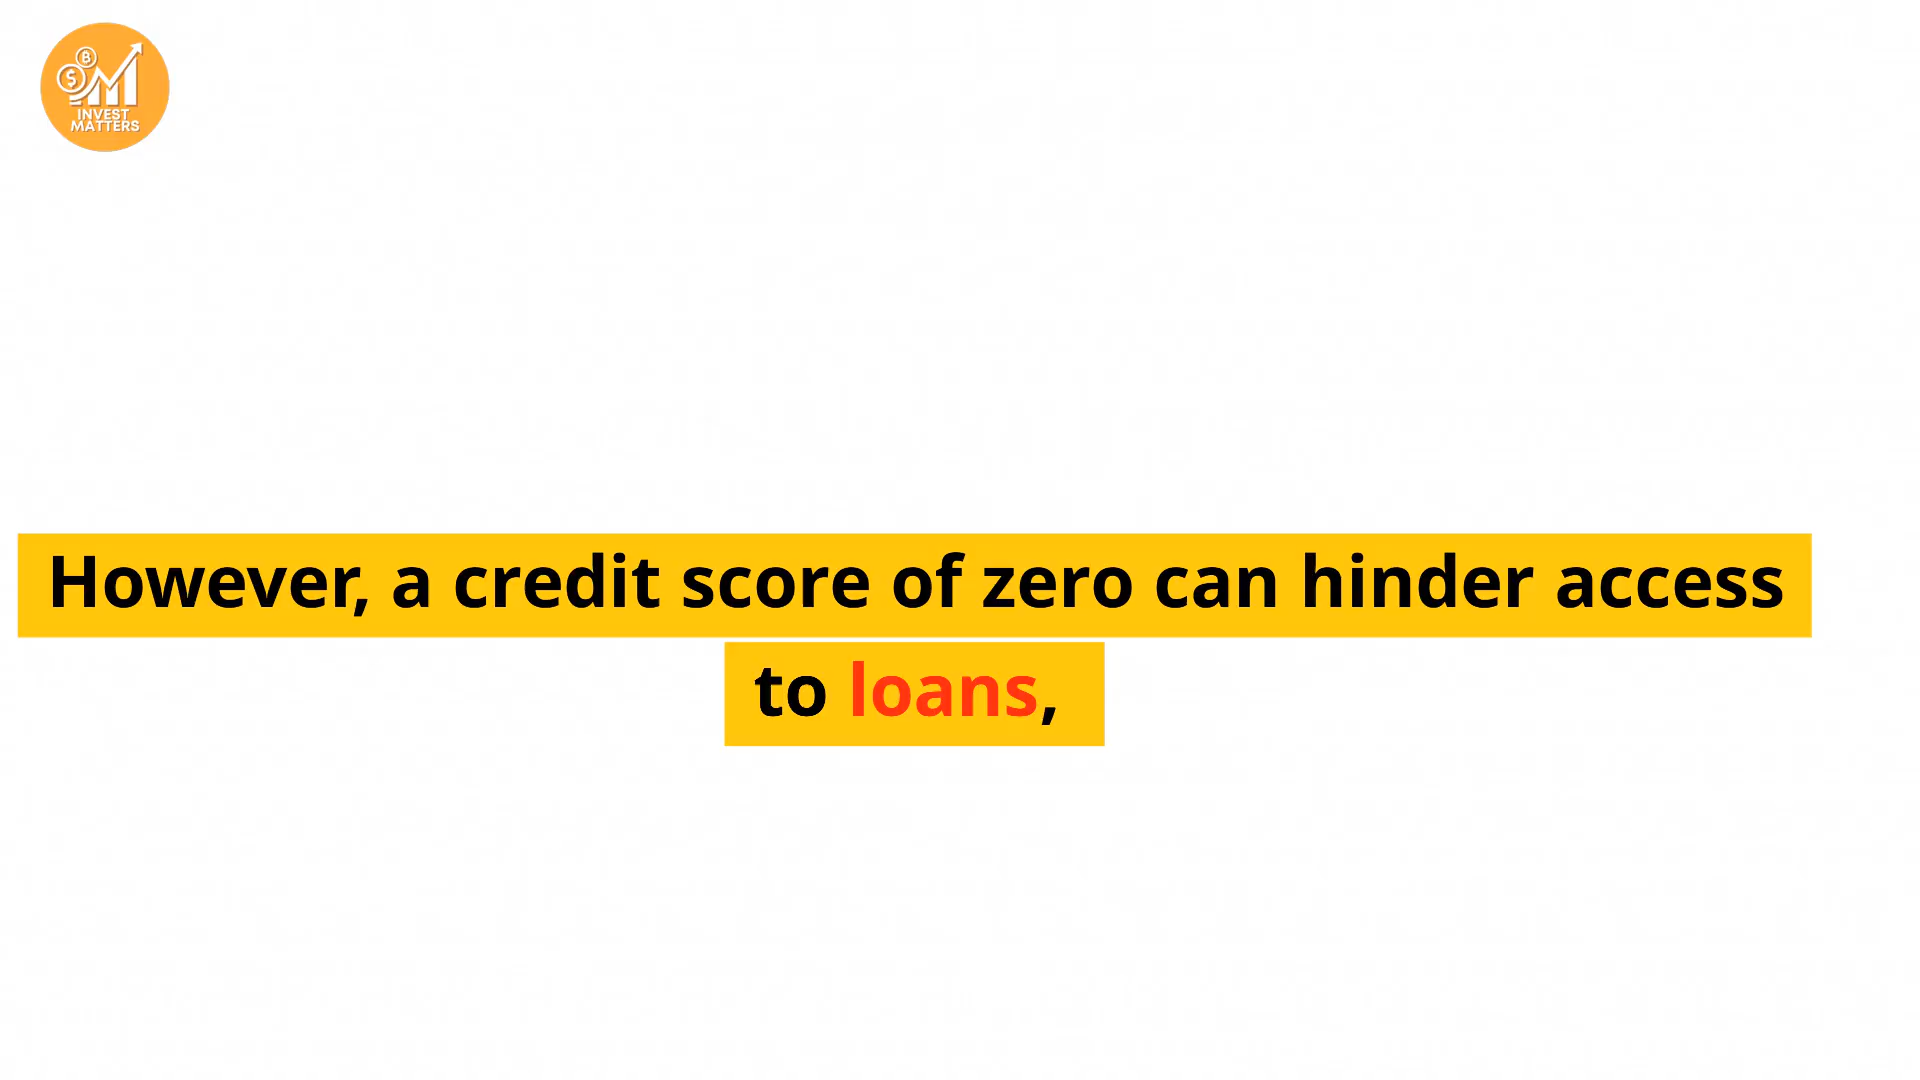 INVEST
MATTERS
However, a credit score of zero can hinder access
to loans,